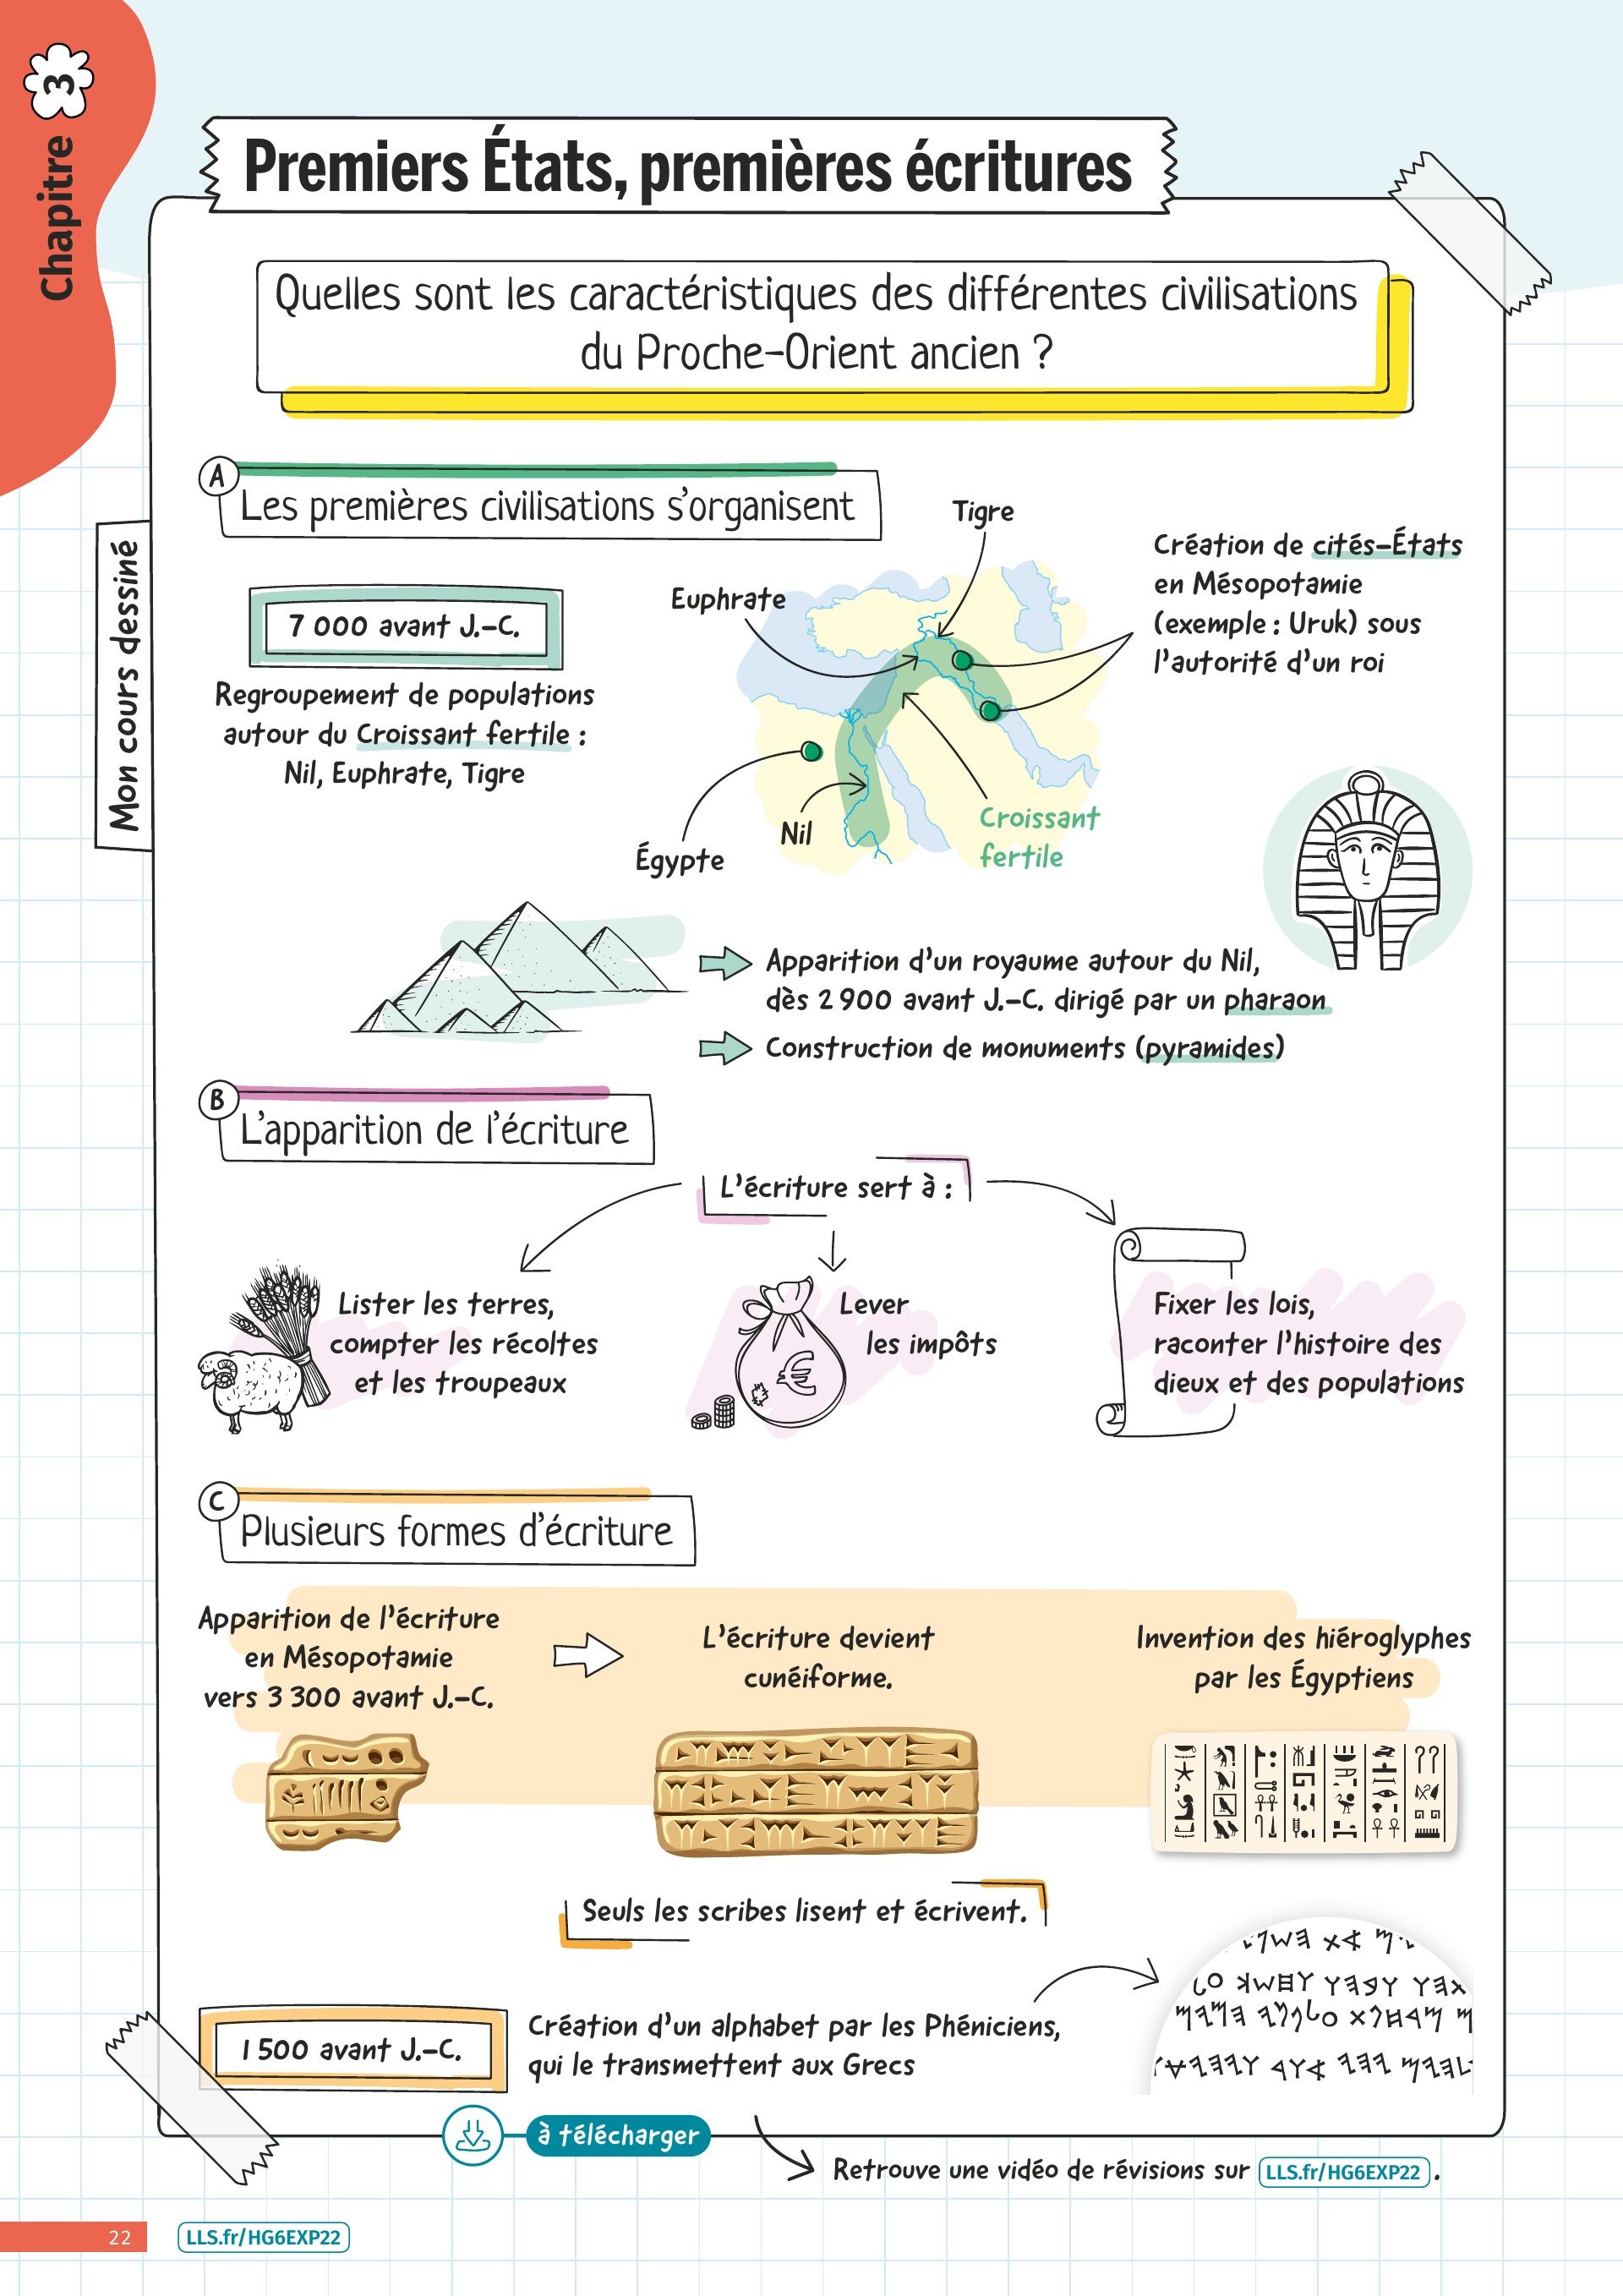 Chapitre 3
Premiers États, premières écritures
Quelles sont les caractéristiques des différentes civilisations
du Proche-Orient ancien ?
Mon cours dessiné
A
Les premières civilisations s'organisent
7 000 avant J.-C.
Regroupement de populations
autour du Croissant fertile :
Nil, Euphrate, Tigre
Tigre
Euphrate
Création de cités-États
en Mésopotamie
(exemple : Uruk) sous
l'autorité d'un roi
Égypte
Nil
Croissant
fertile
Apparition d'un royaume autour du Nil,
dès 2 900 avant J.-C. dirigé par un pharaon
Construction de monuments (pyramides)
B
L'apparition de l'écriture
L'écriture sert à :
Lister les terres,
compter les récoltes
et les troupeaux
€
Lever
les impôts
Fixer les lois,
raconter l'histoire des
dieux et des populations
C
Plusieurs formes d'écriture
Apparition de l'écriture
en Mésopotamie
vers 3 300 avant J.-C.
L'écriture devient
cunéiforme.
Invention des hiéroglyphes
par les Égyptiens
Seuls les scribes lisent et écrivent.
1 500 avant J.-C.
Création d'un alphabet par les Phéniciens,
qui le transmettent aux Grecs
à télécharger
Retrouve une vidéo de révisions sur LLS.fr/HG6EXP22 .
22
LLS.fr/HG6EXP22